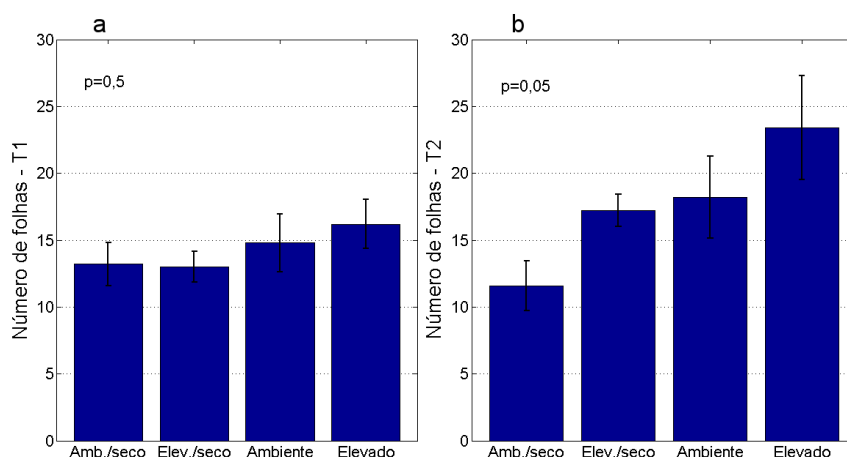 a
30
25
20
15
10
5
0
p=0,5
Número de folhas - T1
Amb./seco Elev./seco Ambiente Elevado
b
30
25
20
15
10
5
0
p=0,05
Número de folhas - T2
Amb./seco Elev./seco Ambiente Elevado